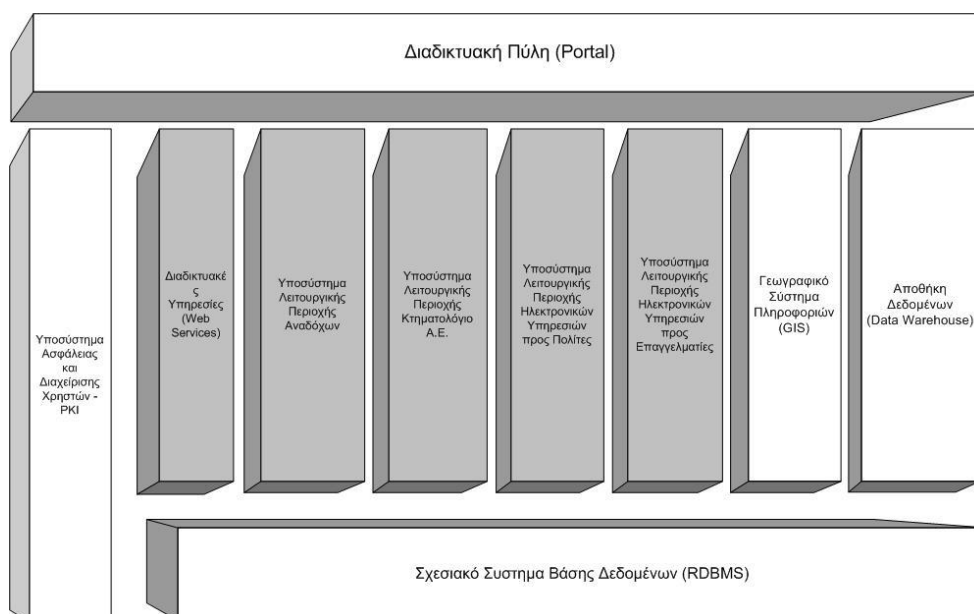 Διαδικτυακή Πύλη (Portal)
Υποσύστημα
Ασφάλειας
και
Διαχείρισης
Χρηστών -
PKI
Διαδικτυακέ
ς
Υπηρεσίες
(Web
Services)
Υποσύστημα
Λειτουργικής
Περιοχής
Αναδόχων
Υποσύστημα
Λειτουργικής
Περιοχής
Κτηματολόγιο
Α.Ε.
Υποσύστημα
Λειτουργικής
Περιοχής
Ηλεκτρονικών
Υπηρεσιών
προς Πολίτες
Υποσύστημα
Λειτουργικής
Περιοχής
Ηλεκτρονικών
Υπηρεσιών
προς
Επαγγελματίες
Γεωγραφικό
Σύστημα
Πληροφοριών
(GIS)
Αποθήκη
Δεδομένων
(Data Warehouse)
Σχεσιακό Συστημα Βάσης Δεδομένων (RDBMS)